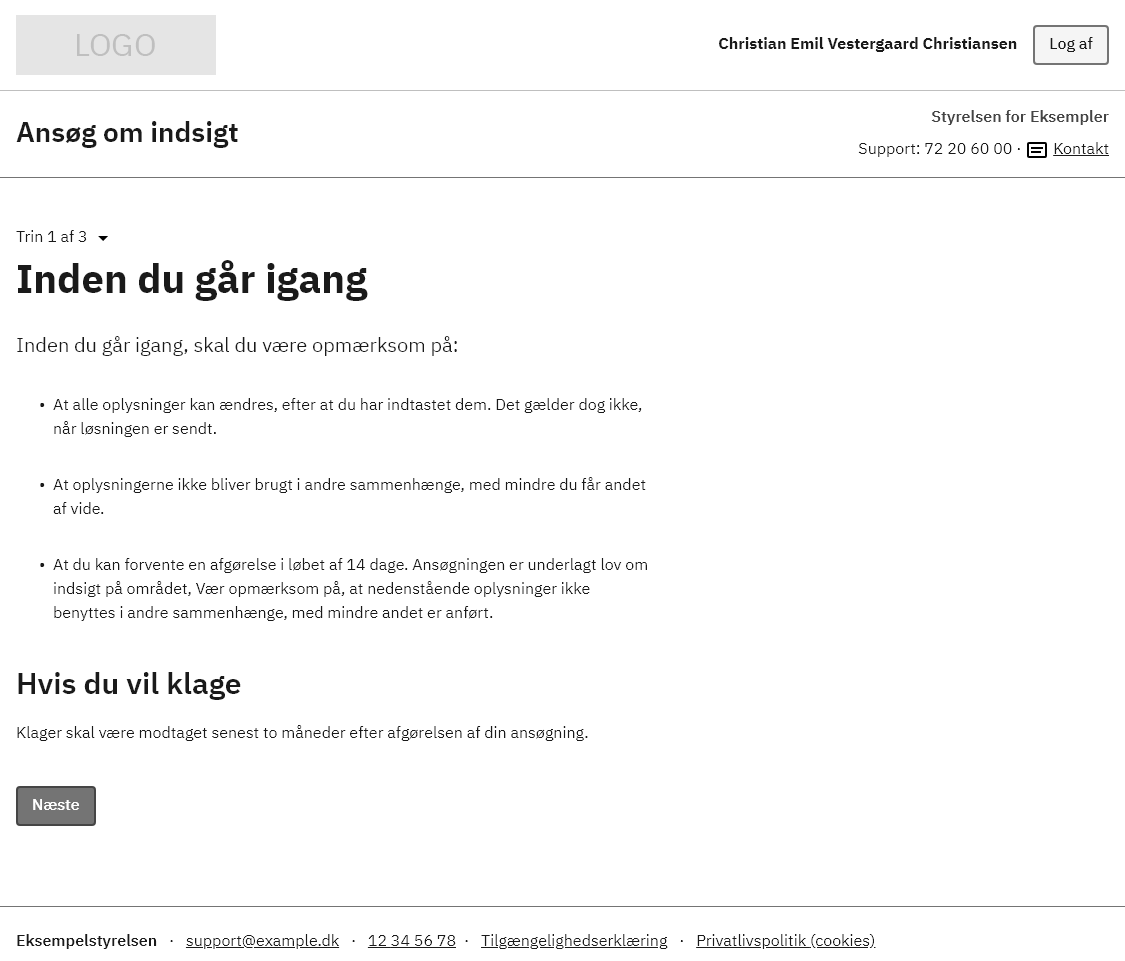 LOGO
Christian Emil Vestergaard Christiansen
Log af
Ansøg om indsigt
Styrelsen for Eksempler
Support: 72 20 60 00 · Kontakt
Trin 1 af 3
Inden du går igang
Inden du går igang, skal du være opmærksom på:
• At alle oplysninger kan ændres, efter at du har indtastet dem. Det gælder dog ikke,
når løsningen er sendt.
• At oplysningerne ikke bliver brugt i andre sammenhænge, med mindre du får andet
af vide.
• At du kan forvente en afgørelse i løbet af 14 dage. Ansøgningen er underlagt lov om
indsigt på området, Vær opmærksom på, at nedenstående oplysninger ikke
benyttes i andre sammenhænge, med mindre andet er anført.
Hvis du vil klage
Klager skal være modtaget senest to måneder efter afgørelsen af din ansøgning.
Næste
Eksempelstyrelsen · support@example.dk · 12 34 56 78 · Tilgængelighedserklæring · Privatlivspolitik (cookies)